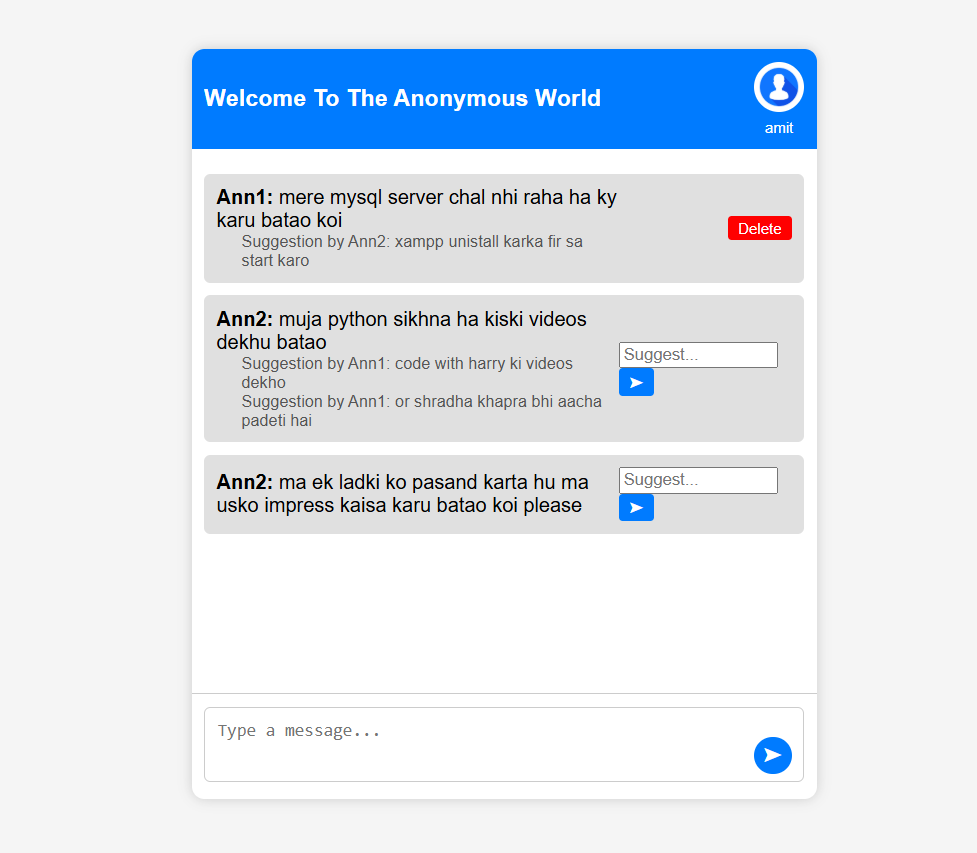 Welcome To The Anonymous World
amit
Ann1: mere mysql server chal nhi raha ha ky
karu batao koi
Suggestion by Ann2: xampp unistall karka fir sa
start karo
Delete
Ann2: muja python sikhna ha kiski videos
dekhu batao
Suggestion by Ann1: code with harry ki videos
dekho
Suggestion by Ann1: or shradha khapra bhi aacha
padeti hai
Suggest...
Ann2: ma ek ladki ko pasand karta hu ma
usko impress kaisa karu batao koi please
Suggest...
Type a message...